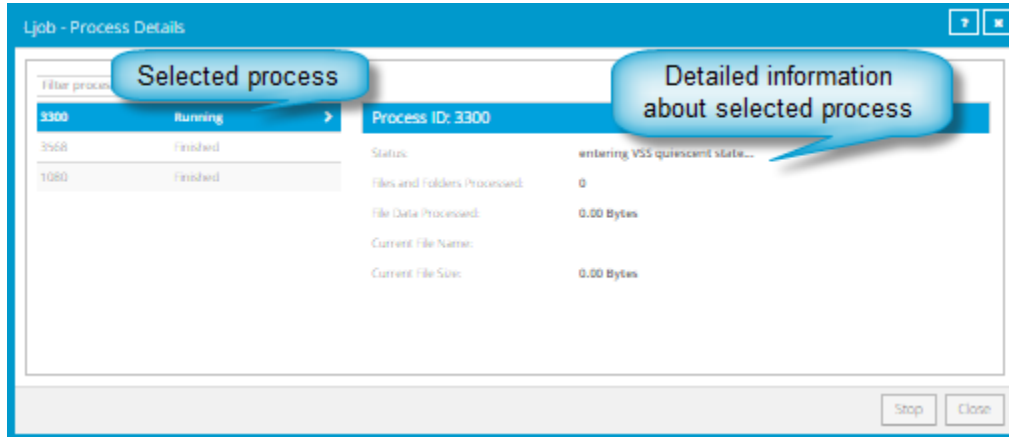 Ljob - Process Details
? ×
Filter
Selected process
Detailed information
about selected process
3300 Running >
3568 Finished
1080 Finished
Process ID: 3300
Status: entering VSS quiescent state...
Files and Folders Processed: 0
File Data Processed: 0.00 Bytes
Current File Name:
Current File Size: 0.00 Bytes
Stop Close